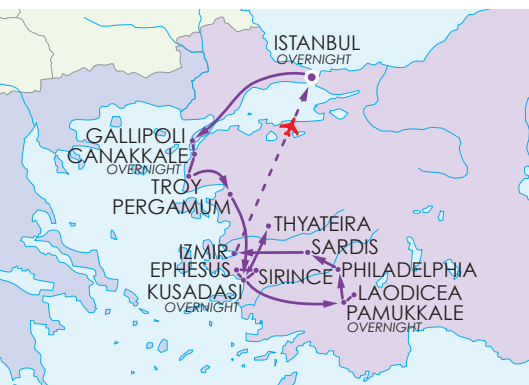 ISTANBUL
OVERNIGHT
GALLIPOLI
CANAKKALE
OVERNIGHT
TROY
PERGAMUM
THYATEIRA
IZMIR
SARDIS
EPHESUS
SIRINCE
PHILADELPHIA
KUSADASI
OVERNIGHT
LAODICEA
PAMUKKALE
OVERNIGHT